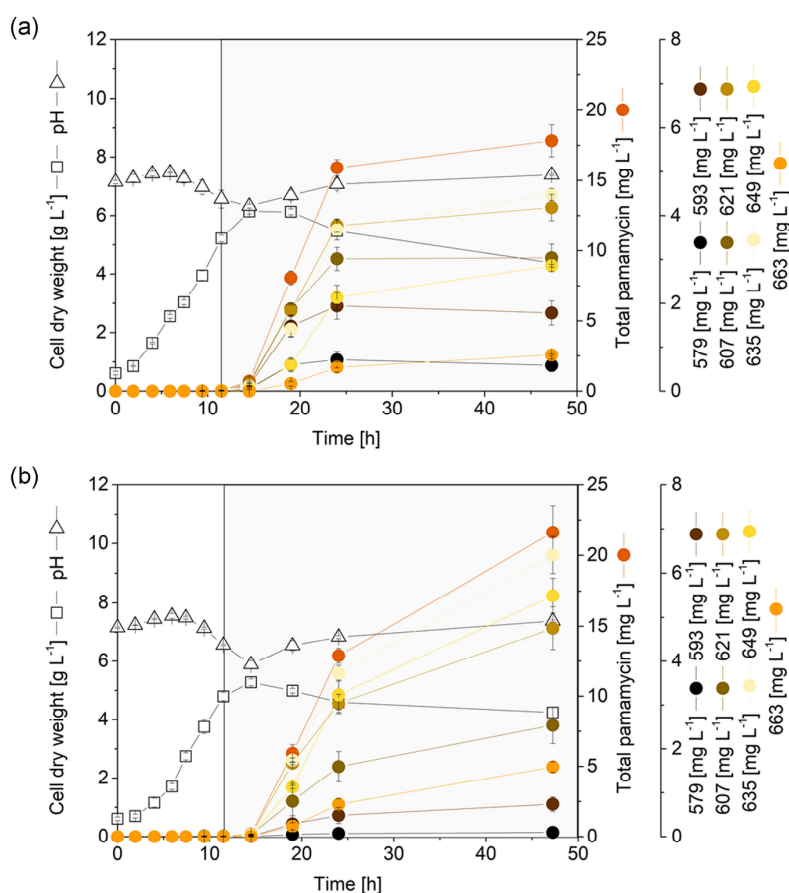 (a)
Cell dry weight [g L⁻¹]
pH
12
10
8
6
4
2
0
0
10
20
30
40
50
Time [h]
25
20
15
10
5
0
Total pamamycin [mg L⁻¹]
8
6
4
2
0
579 [mg L⁻¹]
593 [mg L⁻¹]
607 [mg L⁻¹]
621 [mg L⁻¹]
635 [mg L⁻¹]
649 [mg L⁻¹]
663 [mg L⁻¹]
(b)
Cell dry weight [g L⁻¹]
pH
12
10
8
6
4
2
0
0
10
20
30
40
50
Time [h]
25
20
15
10
5
0
Total pamamycin [mg L⁻¹]
8
6
4
2
0
579 [mg L⁻¹]
593 [mg L⁻¹]
607 [mg L⁻¹]
621 [mg L⁻¹]
635 [mg L⁻¹]
649 [mg L⁻¹]
663 [mg L⁻¹]